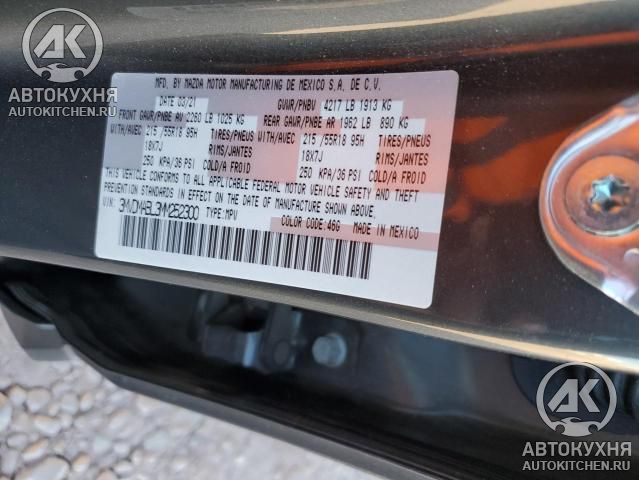 АК
АВТОКУХНЯ
AUTOKITCHEN.RU
MFD. BY MAZDA MOTOR MANUFACTURING DE MEXICO S.A. DE C.V.
DATE 03/21 GVWR/PNBV 4217 LB 1913 KG
FRONT GAWR/PNBE AV 2260 LB 1025 KG REAR GAWR/PNBE AR 1962 LB 890 KG
WITH/AVEC 215 /55R18 95H TIRES/PNEUS WITH/AVEC 215 /55R18 95H TIRES/PNEUS
18X7J RIMS/JANTES 18X7J RIMS/JANTES
250 KPA/36 PSI COLD/A FROID 250 KPA/36 PSI COLD/A FROID
THIS VEHICLE CONFORMS TO ALL APPLICABLE FEDERAL MOTOR VEHICLE SAFETY AND THEFT
PREVENTION STANDARDS IN EFFECT ON THE DATE OF MANUFACTURE SHOWN ABOVE.
VIN: TYPE: MPV
COLOR CODE: 46G MADE IN MEXICO
АК
АВТОКУХНЯ
AUTOKITCHEN.RU